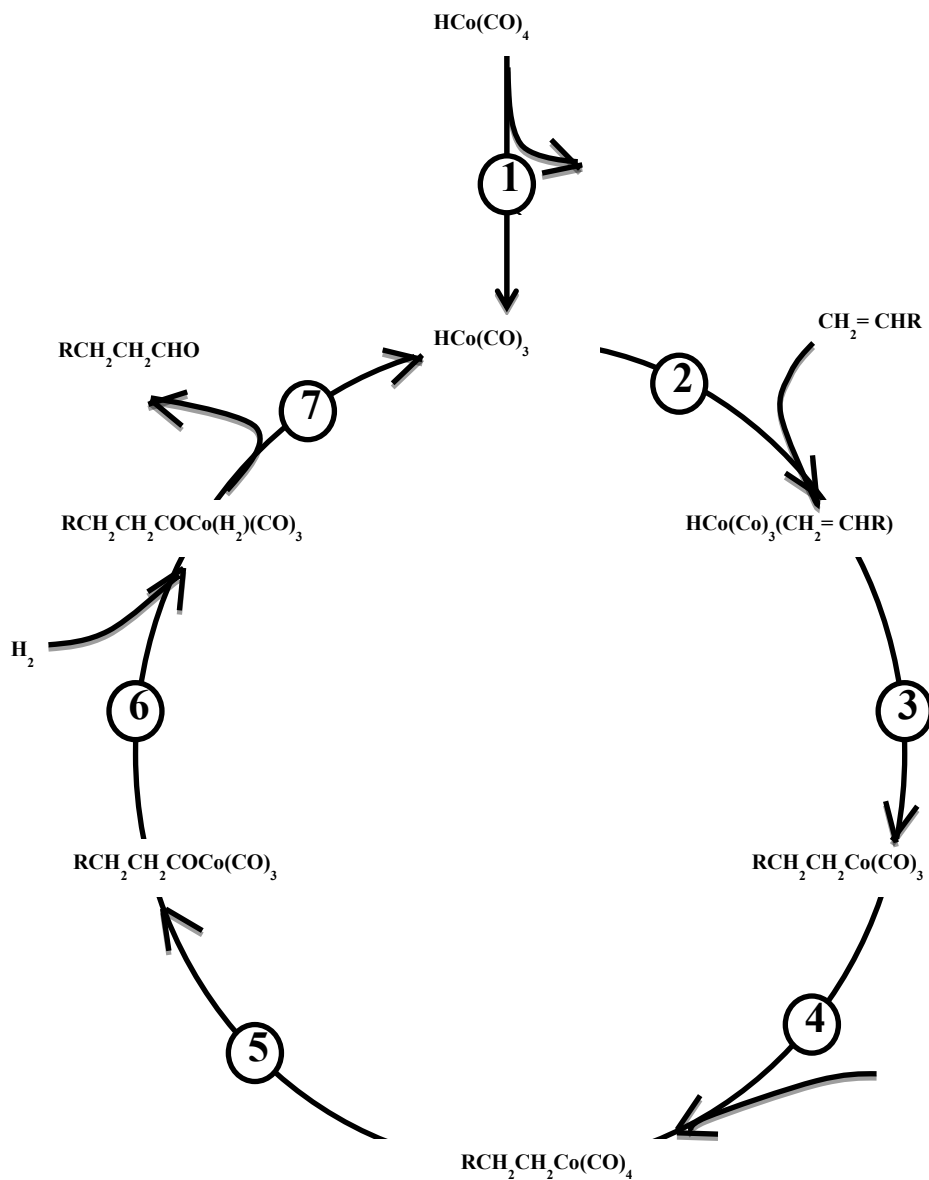 HCo(CO)₄
1
HCo(CO)₃
CH₂= CHR
RCH₂CH₂CHO
2
7
RCH₂CH₂COCo(H₂)(CO)₃
HCo(Co)₃(CH₂= CHR)
H₂
6
3
RCH₂CH₂COCo(CO)₃
RCH₂CH₂Co(CO)₃
4
5
RCH₂CH₂Co(CO)₄